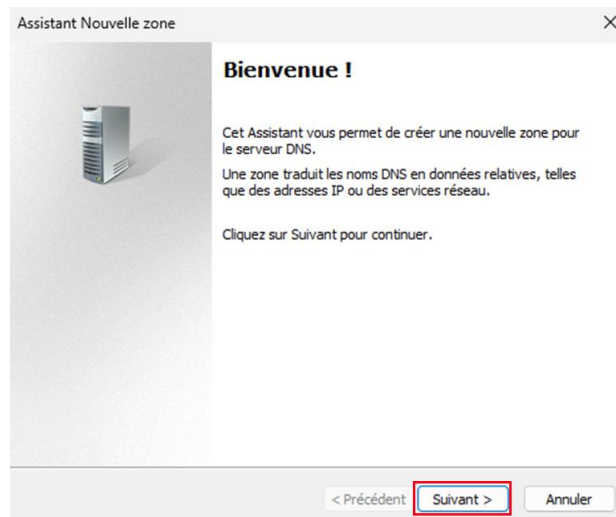 Assistant Nouvelle zone
Bienvenue !
Cet Assistant vous permet de créer une nouvelle zone pour
le serveur DNS.
Une zone traduit les noms DNS en données relatives, telles
que des adresses IP ou des services réseau.
Cliquez sur Suivant pour continuer.
< Précédent Suivant > Annuler